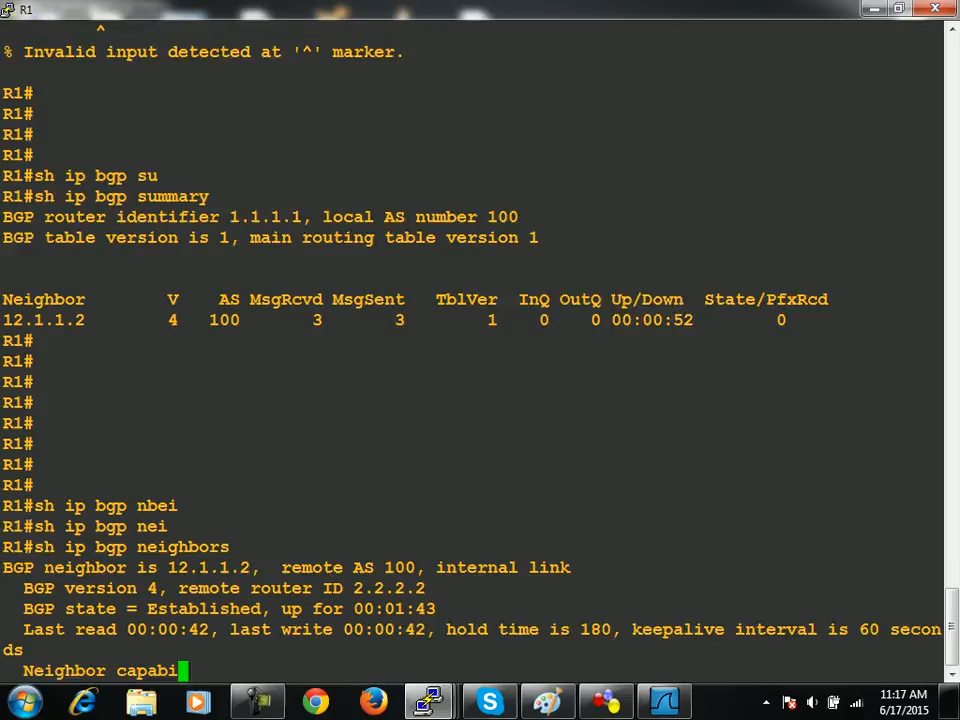 R1
^
% Invalid input detected at '^' marker.
R1#
R1#
R1#
R1#
R1#sh ip bgp su
R1#sh ip bgp summary
BGP router identifier 1.1.1.1, local AS number 100
BGP table version is 1, main routing table version 1
Neighbor        V    AS MsgRcvd MsgSent   TblVer  InQ OutQ Up/Down  State/PfxRcd
12.1.1.2        4   100       3       3        1    0    0 00:00:52        0
R1#
R1#
R1#
R1#
R1#
R1#
R1#
R1#
R1#sh ip bgp nbei
R1#sh ip bgp nei
R1#sh ip bgp neighbors
BGP neighbor is 12.1.1.2,  remote AS 100, internal link
BGP version 4, remote router ID 2.2.2.2
BGP state = Established, up for 00:01:43
Last read 00:00:42, last write 00:00:42, hold time is 180, keepalive interval is 60 secon
ds
Neighbor capabi
11:17 AM
6/17/2015